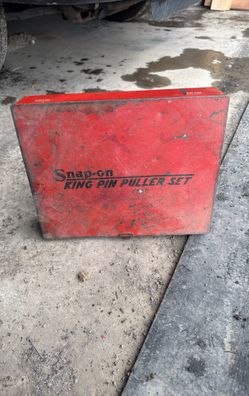 Snap-on
KING PIN PULLER SET